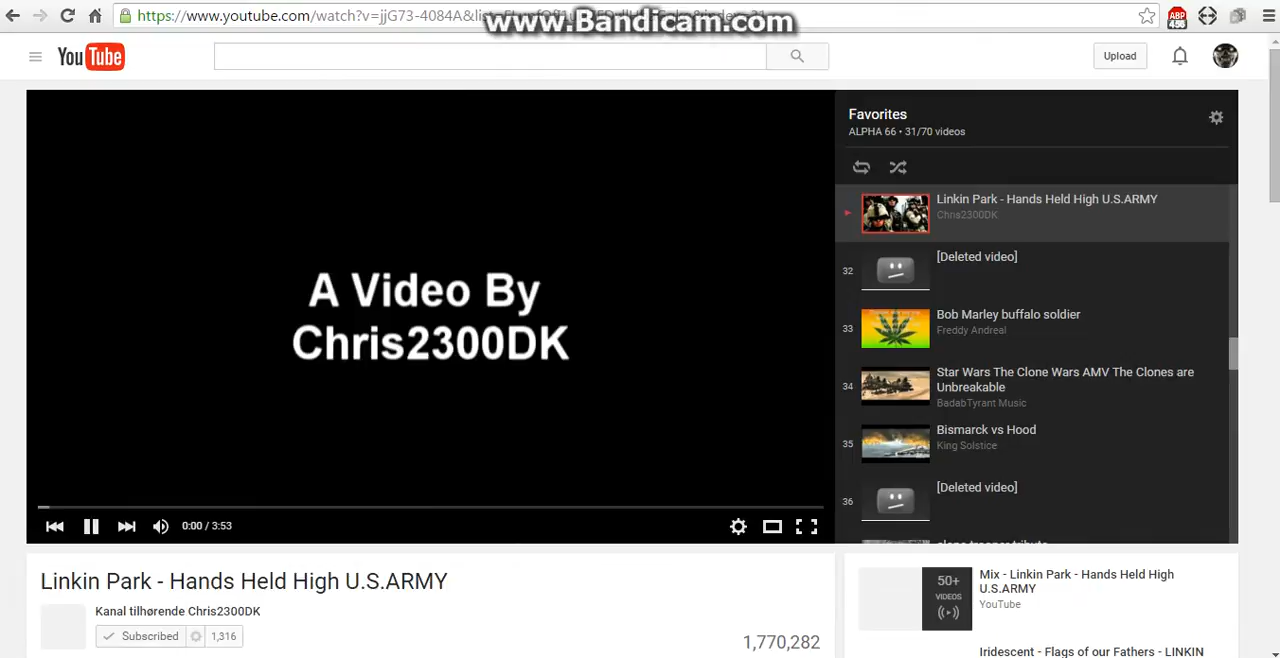 https://www.youtube.com/watch?v=jjG73-4084A&list=
www.Bandicam.com
ABP
456
YouTube
Upload
A Video By
Chris2300DK
0:00 / 3:53
Favorites
ALPHA 66 • 31/70 videos
Linkin Park - Hands Held High U.S.ARMY
Chris2300DK
32
[Deleted video]
33
Bob Marley buffalo soldier
Freddy Andreal
34
Star Wars The Clone Wars AMV The Clones are
Unbreakable
BadabTyrant Music
35
Bismarck vs Hood
King Solstice
36
[Deleted video]
clone trooper tribute
Linkin Park - Hands Held High U.S.ARMY
Kanal tilhørende Chris2300DK
Subscribed 1,316
1,770,282
50+
VIDEOS
Mix - Linkin Park - Hands Held High
U.S.ARMY
YouTube
Iridescent - Flags of our Fathers - LINKIN